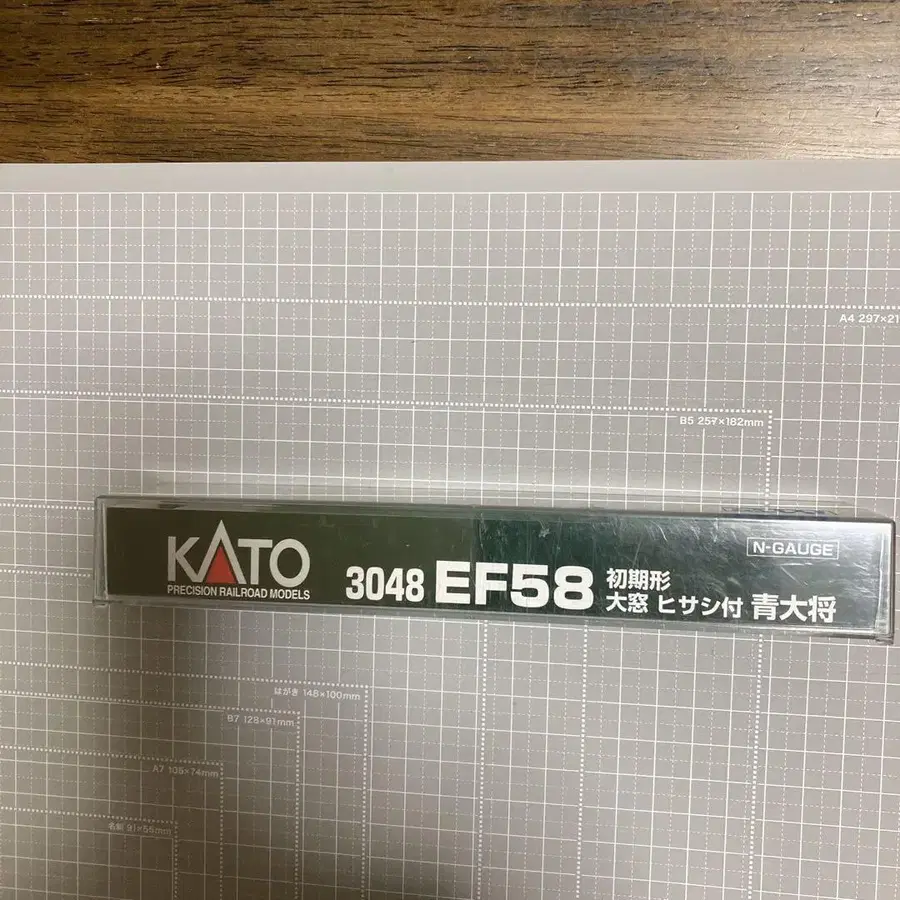 A4 297×21
B5 257×182mm
KATO
PRECISION RAILROAD MODELS
3048 EF58
初期形
大窓 ヒサシ付 青大将
N-GAUGE
はがき 148×100mm
B7 128×91mm
A7 105×74mm
名刺 91×55mm